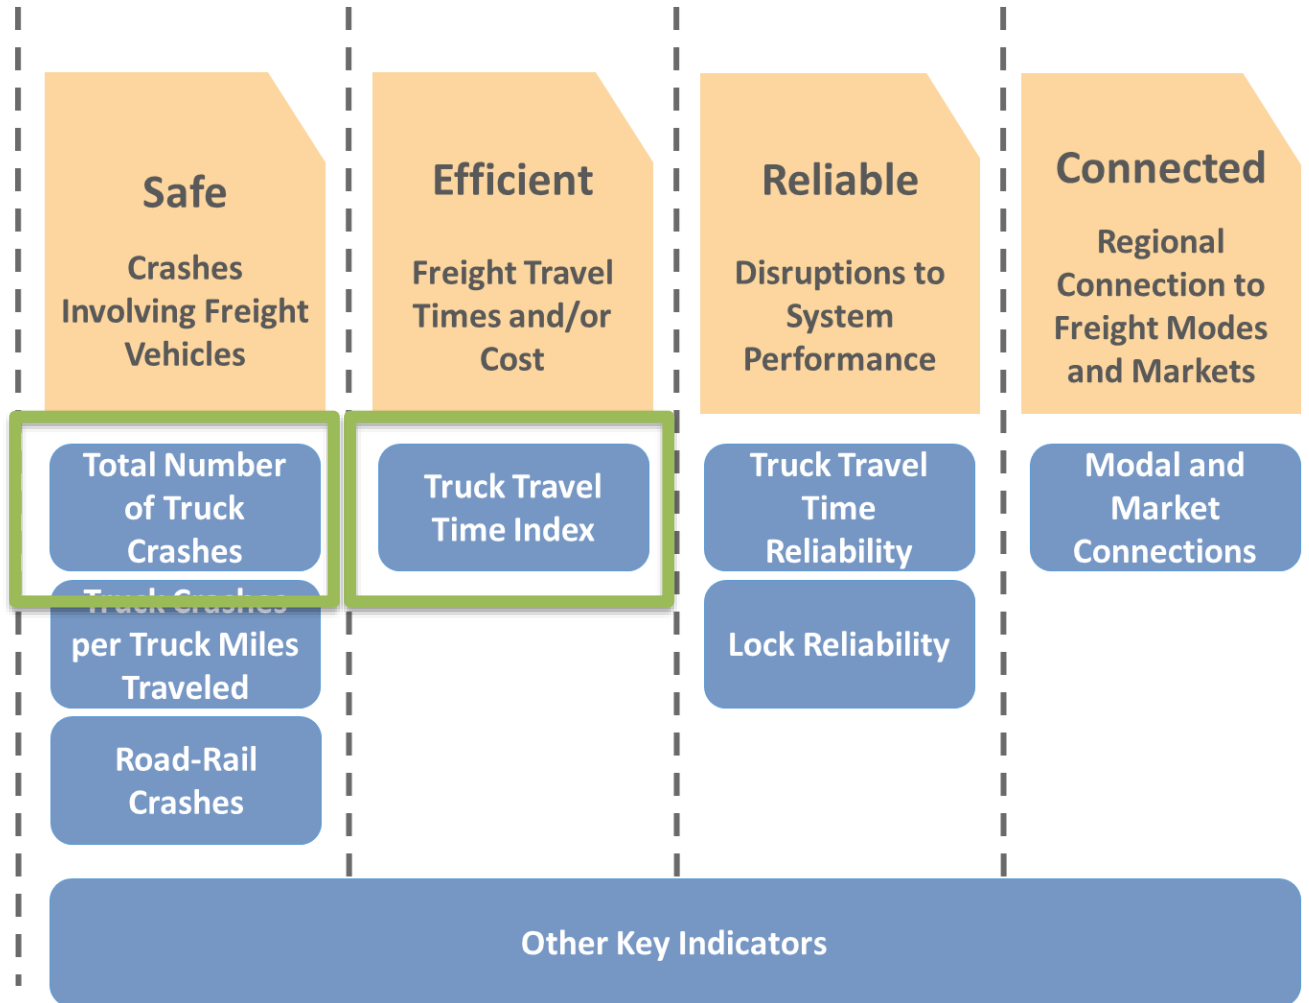 Safe
Crashes
Involving Freight
Vehicles
Efficient
Freight Travel
Times and/or
Cost
Reliable
Disruptions to
System
Performance
Connected
Regional
Connection to
Freight Modes
and Markets
Total Number
of Truck
Crashes
Truck Crashes
per Truck Miles
Traveled
Road-Rail
Crashes
Truck Travel
Time Index
Truck Travel
Time
Reliability
Lock Reliability
Modal and
Market
Connections
Other Key Indicators